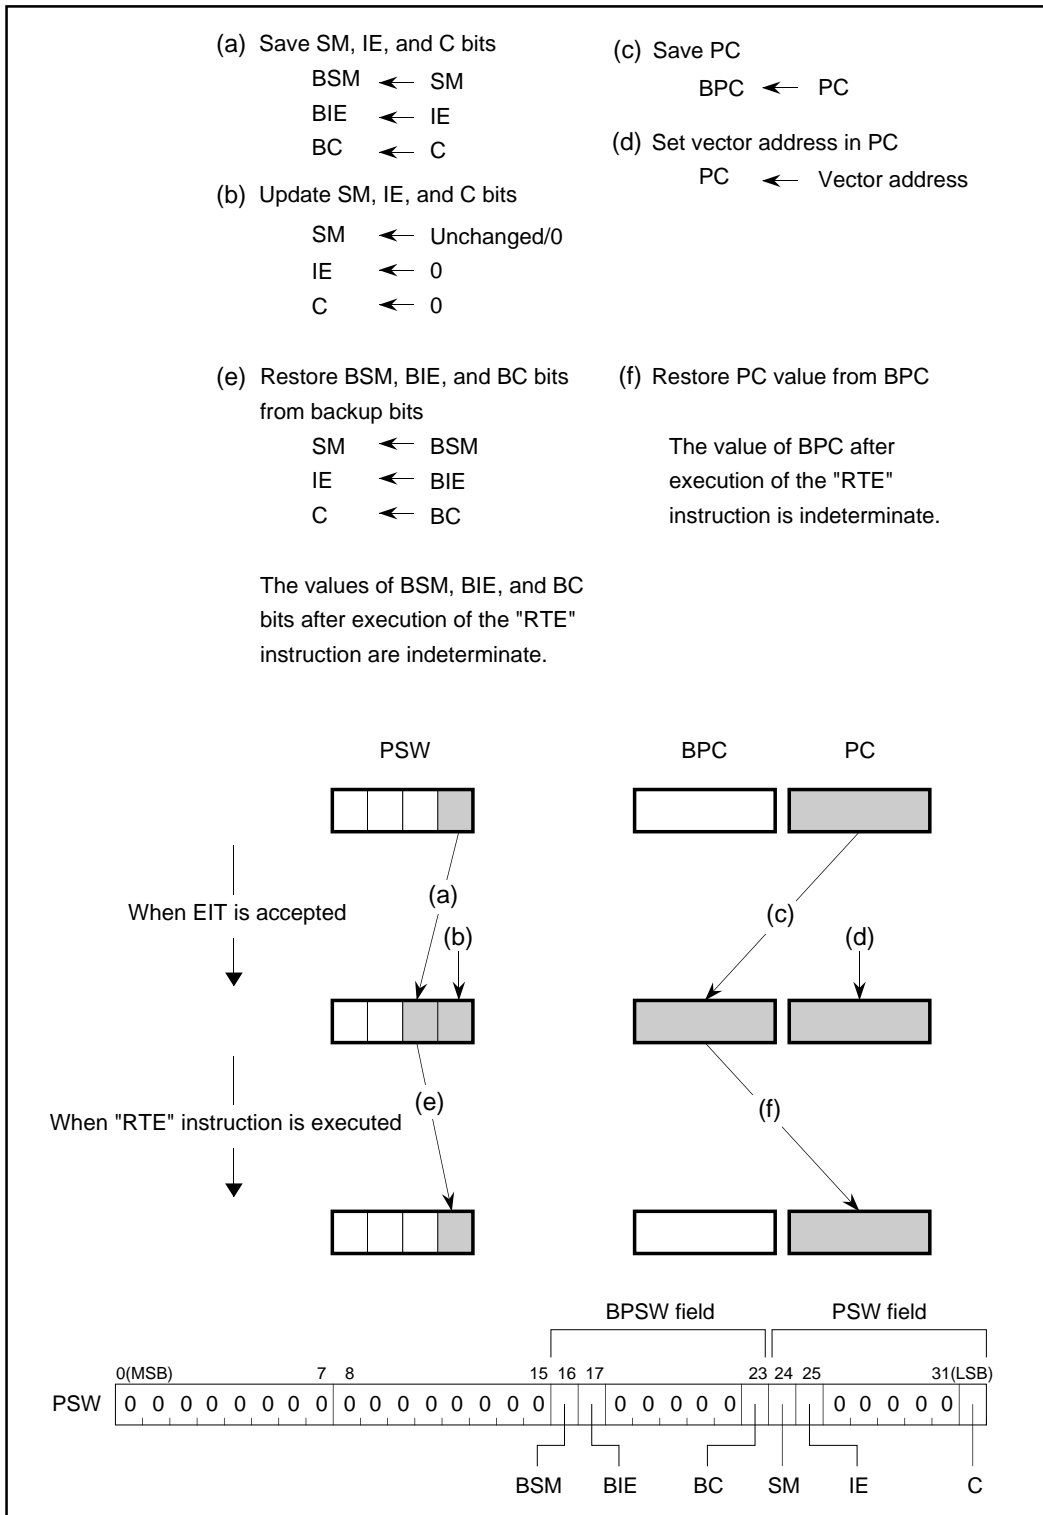 (a) Save SM, IE, and C bits
BSM ← SM
BIE ← IE
BC ← C
(b) Update SM, IE, and C bits
SM ← Unchanged/0
IE ← 0
C ← 0
(c) Save PC
BPC ← PC
(d) Set vector address in PC
PC ← Vector address
(e) Restore BSM, BIE, and BC bits
from backup bits
SM ← BSM
IE ← BIE
C ← BC
The values of BSM, BIE, and BC
bits after execution of the "RTE"
instruction are indeterminate.
(f) Restore PC value from BPC
The value of BPC after
execution of the "RTE"
instruction is indeterminate.
PSW BPC PC
(a)
(c)
When EIT is accepted
(b) (d)
(e) (f)
When "RTE" instruction is executed
BPSW field PSW field
0(MSB) 7 8 15 16 17 23 24 25 31(LSB)
PSW 0 0 0 0 0 0 0 0 0 0 0 0 0 0 0 0 0 0 0 0 0 0 0 0 0 0
BSM BIE BC SM IE C